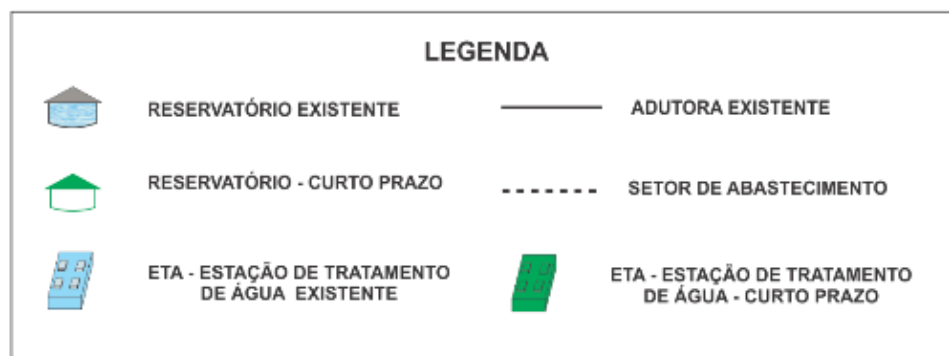 LEGENDA
RESERVATÓRIO EXISTENTE
ADUTORA EXISTENTE
RESERVATÓRIO - CURTO PRAZO
SETOR DE ABASTECIMENTO
ETA - ESTAÇÃO DE TRATAMENTO
DE ÁGUA EXISTENTE
ETA - ESTAÇÃO DE TRATAMENTO
DE ÁGUA - CURTO PRAZO